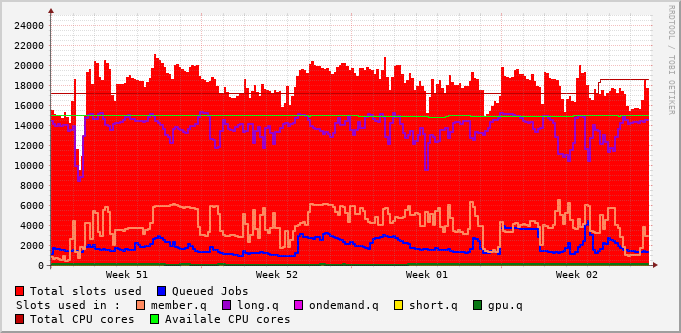 24000
22000
20000
18000
16000
14000
12000
10000
8000
6000
4000
2000
0
Week 51 Week 52 Week 01 Week 02
Total slots used Queued Jobs
Slots used in : member.q long.q ondemand.q short.q gpu.q
Total CPU cores Availale CPU cores
RRDTOOL / TOBI OETIKER